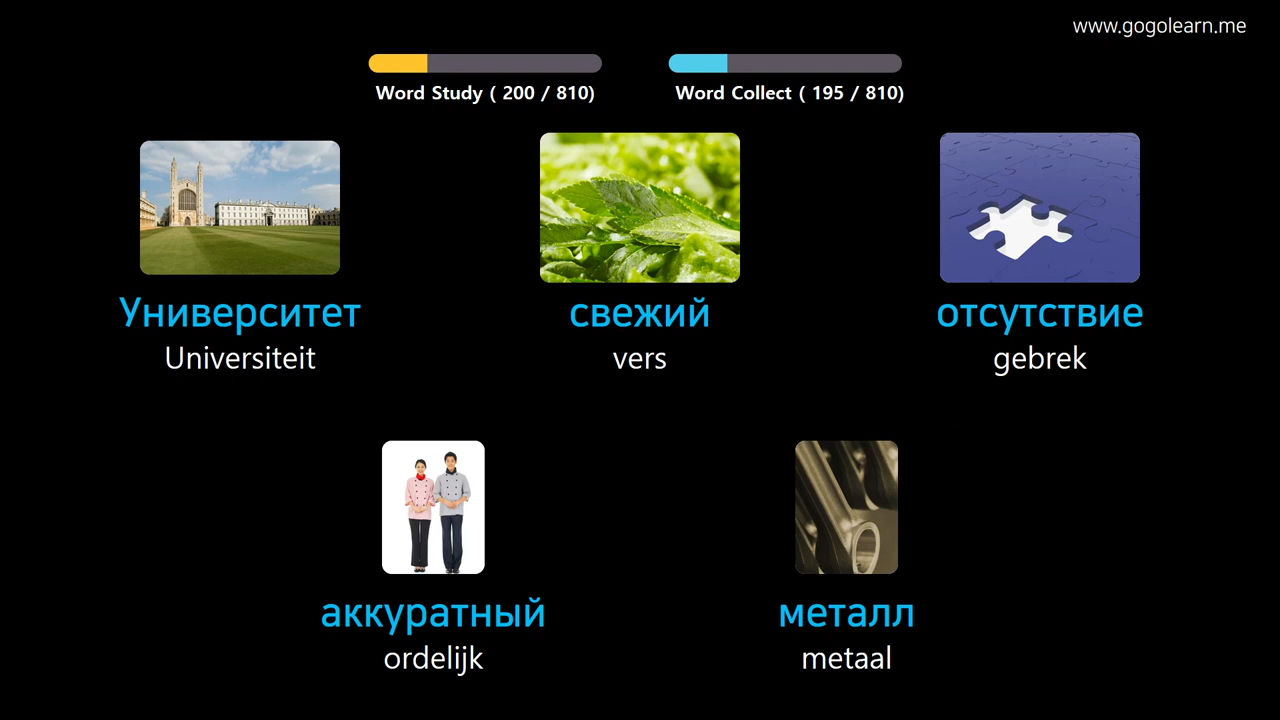 www.gogolearn.me
Word Study ( 200 / 810)
Word Collect ( 195 / 810)
Университет
Universiteit
свежий
vers
отсутствие
gebrek
аккуратный
ordelijk
металл
metaal